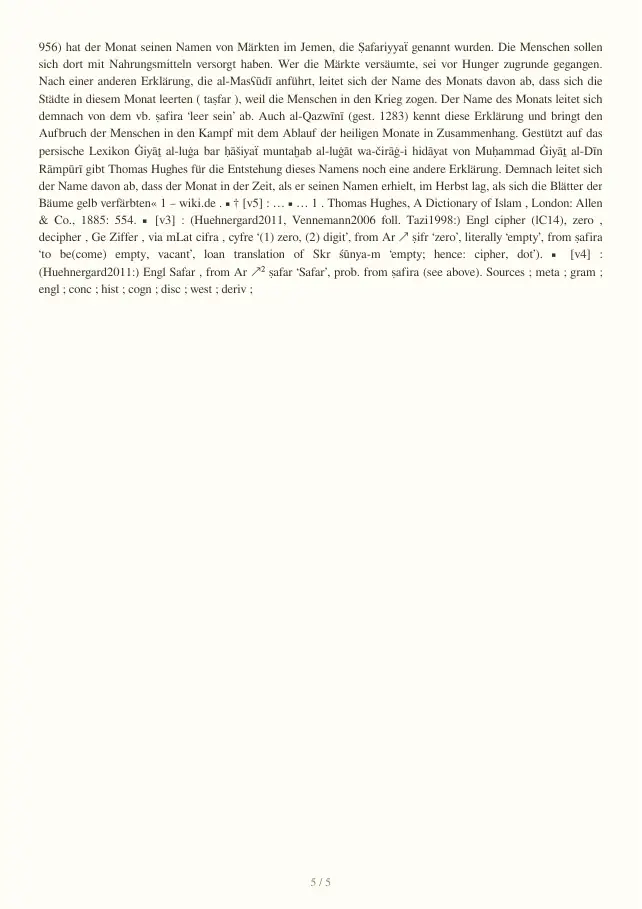 956) hat der Monat seinen Namen von Märkten im Jemen, die Ṣafariyyaẗ genannt wurden. Die Menschen sollen
sich dort mit Nahrungsmitteln versorgt haben. Wer die Märkte versäumte, sei vor Hunger zugrunde gegangen.
Nach einer anderen Erklärung, die al-Masʕūdī anführt, leitet sich der Name des Monats davon ab, dass sich die
Städte in diesem Monat leerten ( taṣfar ), weil die Menschen in den Krieg zogen. Der Name des Monats leitet sich
demnach von dem vb. ṣafira ‘leer sein’ ab. Auch al-Qazwīnī (gest. 1283) kennt diese Erklärung und bringt den
Aufbruch der Menschen in den Kampf mit dem Ablauf der heiligen Monate in Zusammenhang. Gestützt auf das
persische Lexikon Ġiyāṯ al-luġa bar ḥāšiyaẗ muntaḫab al-luġāt wa-čirāġ-i hidāyat von Muḥammad Ġiyāṯ al-Dīn
Rāmpūrī gibt Thomas Hughes für die Entstehung dieses Namens noch eine andere Erklärung. Demnach leitet sich
der Name davon ab, dass der Monat in der Zeit, als er seinen Namen erhielt, im Herbst lag, als sich die Blätter der
Bäume gelb verfärbten« 1 – wiki.de . ▪ † [v5] : … ▪ … 1 . Thomas Hughes, A Dictionary of Islam , London: Allen
& Co., 1885: 554. ▪ [v3] : (Huehnergard2011, Vennemann2006 foll. Tazi1998:) Engl cipher (lC14), zero ,
decipher , Ge Ziffer , via mLat cifra , cyfre ‘(1) zero, (2) digit’, from Ar ↗ ṣifr ‘zero’, literally ‘empty’, from ṣafira
‘to be(come) empty, vacant’, loan translation of Skr śūnya-m ‘empty; hence: cipher, dot’). ▪ [v4] :
(Huehnergard2011:) Engl Safar , from Ar ↗² ṣafar ‘Safar’, prob. from ṣafira (see above). Sources ; meta ; gram ;
engl ; conc ; hist ; cogn ; disc ; west ; deriv ;
5 / 5